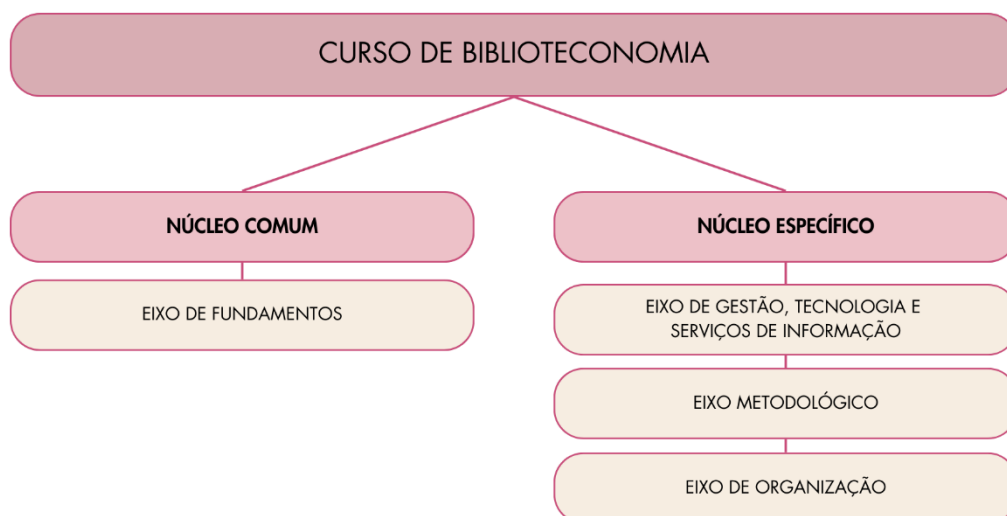 CURSO DE BIBLIOTECONOMIA
NÚCLEO COMUM
EIXO DE FUNDAMENTOS
NÚCLEO ESPECÍFICO
EIXO DE GESTÃO, TECNOLOGIA E
SERVIÇOS DE INFORMAÇÃO
EIXO METODOLÓGICO
EIXO DE ORGANIZAÇÃO